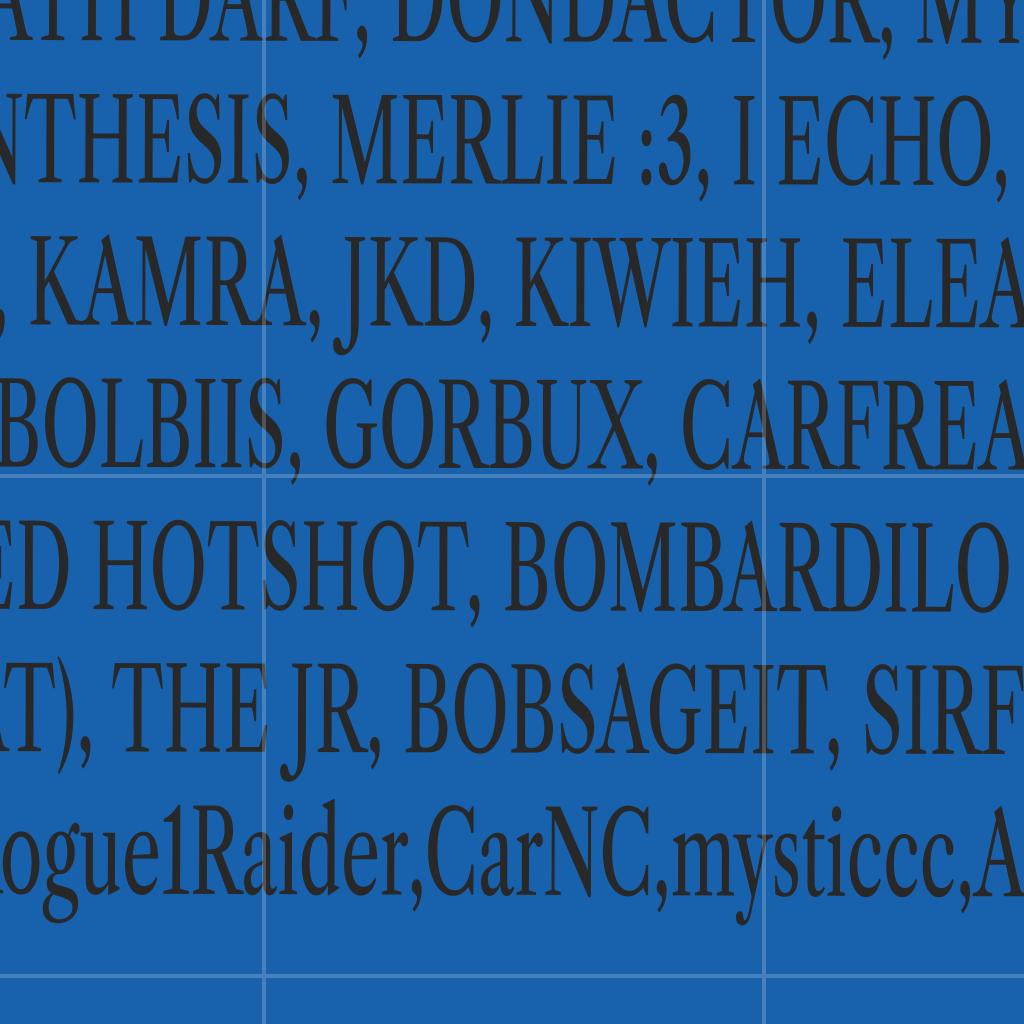 DARF, DONDACTOR, MY
NTHESIS, MERLIE :3, I ECHO,
, KAMRA, JKD, KIWIEH, ELEA
BOLBIIS, GORBUX, CARFREA
ED HOTSHOT, BOMBARDILO
AT), THE JR, BOBSAGEIT, SIRF
ogue1Raider,CarNC,mysticcc,A